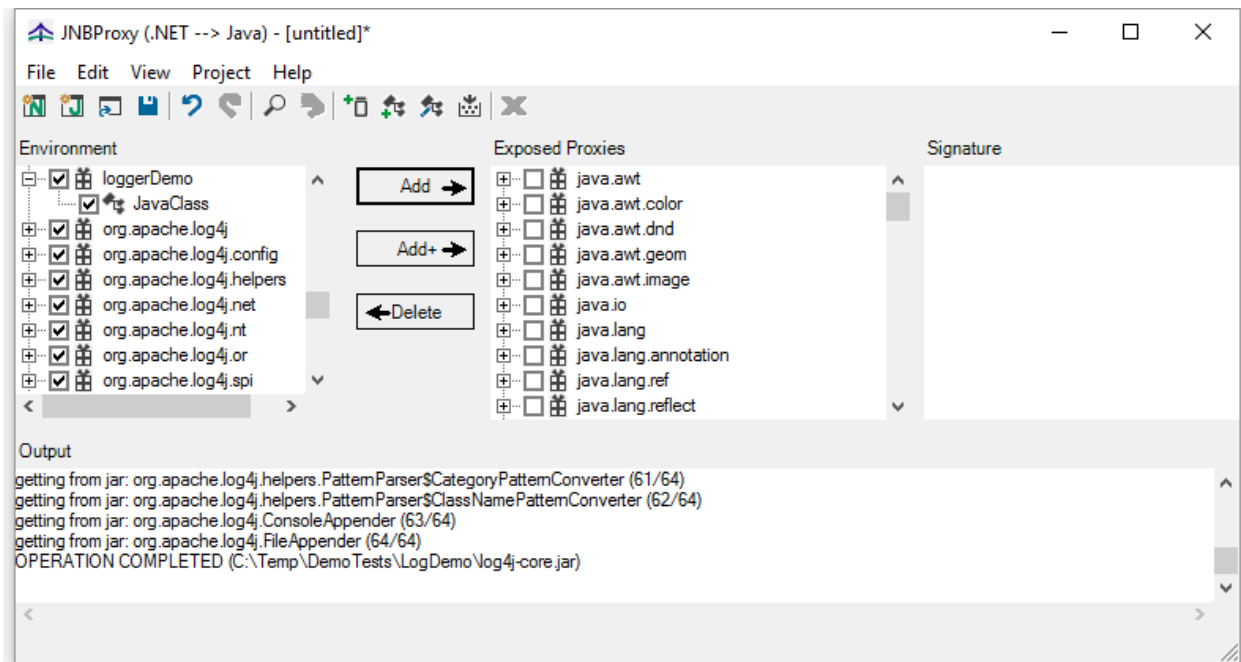 JNBProxy (.NET --> Java) - [untitled]*
File Edit View Project Help
Environment
Exposed Proxies
Signature
loggerDemo
JavaClass
org.apache.log4j
org.apache.log4j.config
org.apache.log4j.helpers
org.apache.log4j.net
org.apache.log4j.nt
org.apache.log4j.or
org.apache.log4j.spi
Add
Add+
Delete
java.awt
java.awt.color
java.awt.dnd
java.awt.geom
java.awt.image
java.io
java.lang
java.lang.annotation
java.lang.ref
java.lang.reflect
Output
getting from jar: org.apache.log4j.helpers.PatternParser$CategoryPatternConverter (61/64)
getting from jar: org.apache.log4j.helpers.PatternParser$ClassNamePatternConverter (62/64)
getting from jar: org.apache.log4j.ConsoleAppender (63/64)
getting from jar: org.apache.log4j.FileAppender (64/64)
OPERATION COMPLETED (C:\Temp\DemoTests\LogDemo\log4j-core.jar)